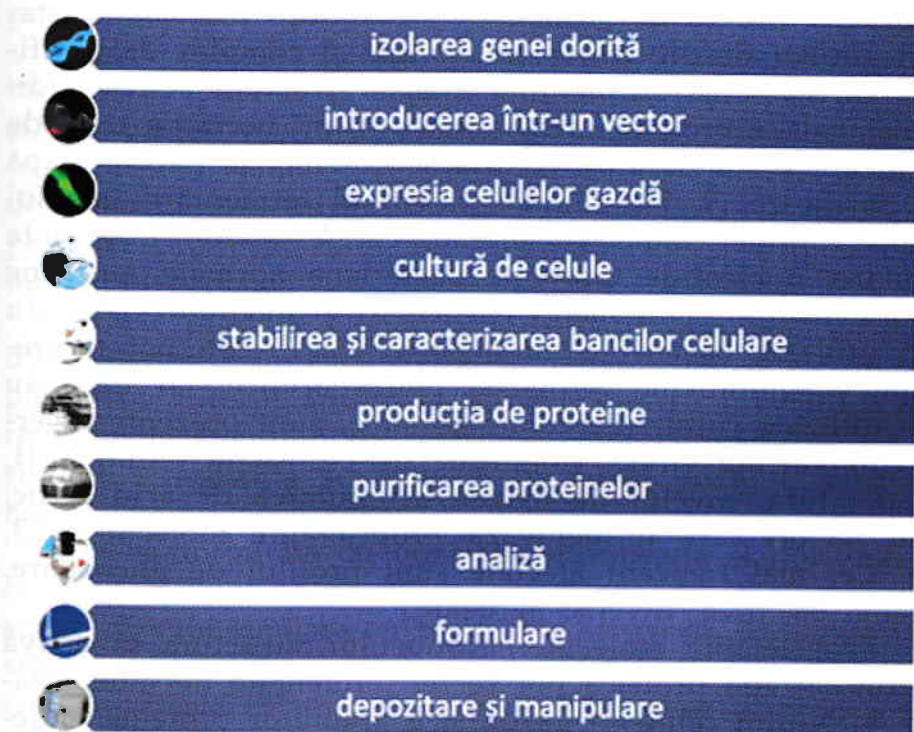 izolarea genei dorită
introducerea într-un vector
expresia celulelor gazdă
cultură de celule
stabilirea și caracterizarea bancilor celulare
producția de proteine
purificarea proteinelor
analiză
formulare
depozitare și manipulare